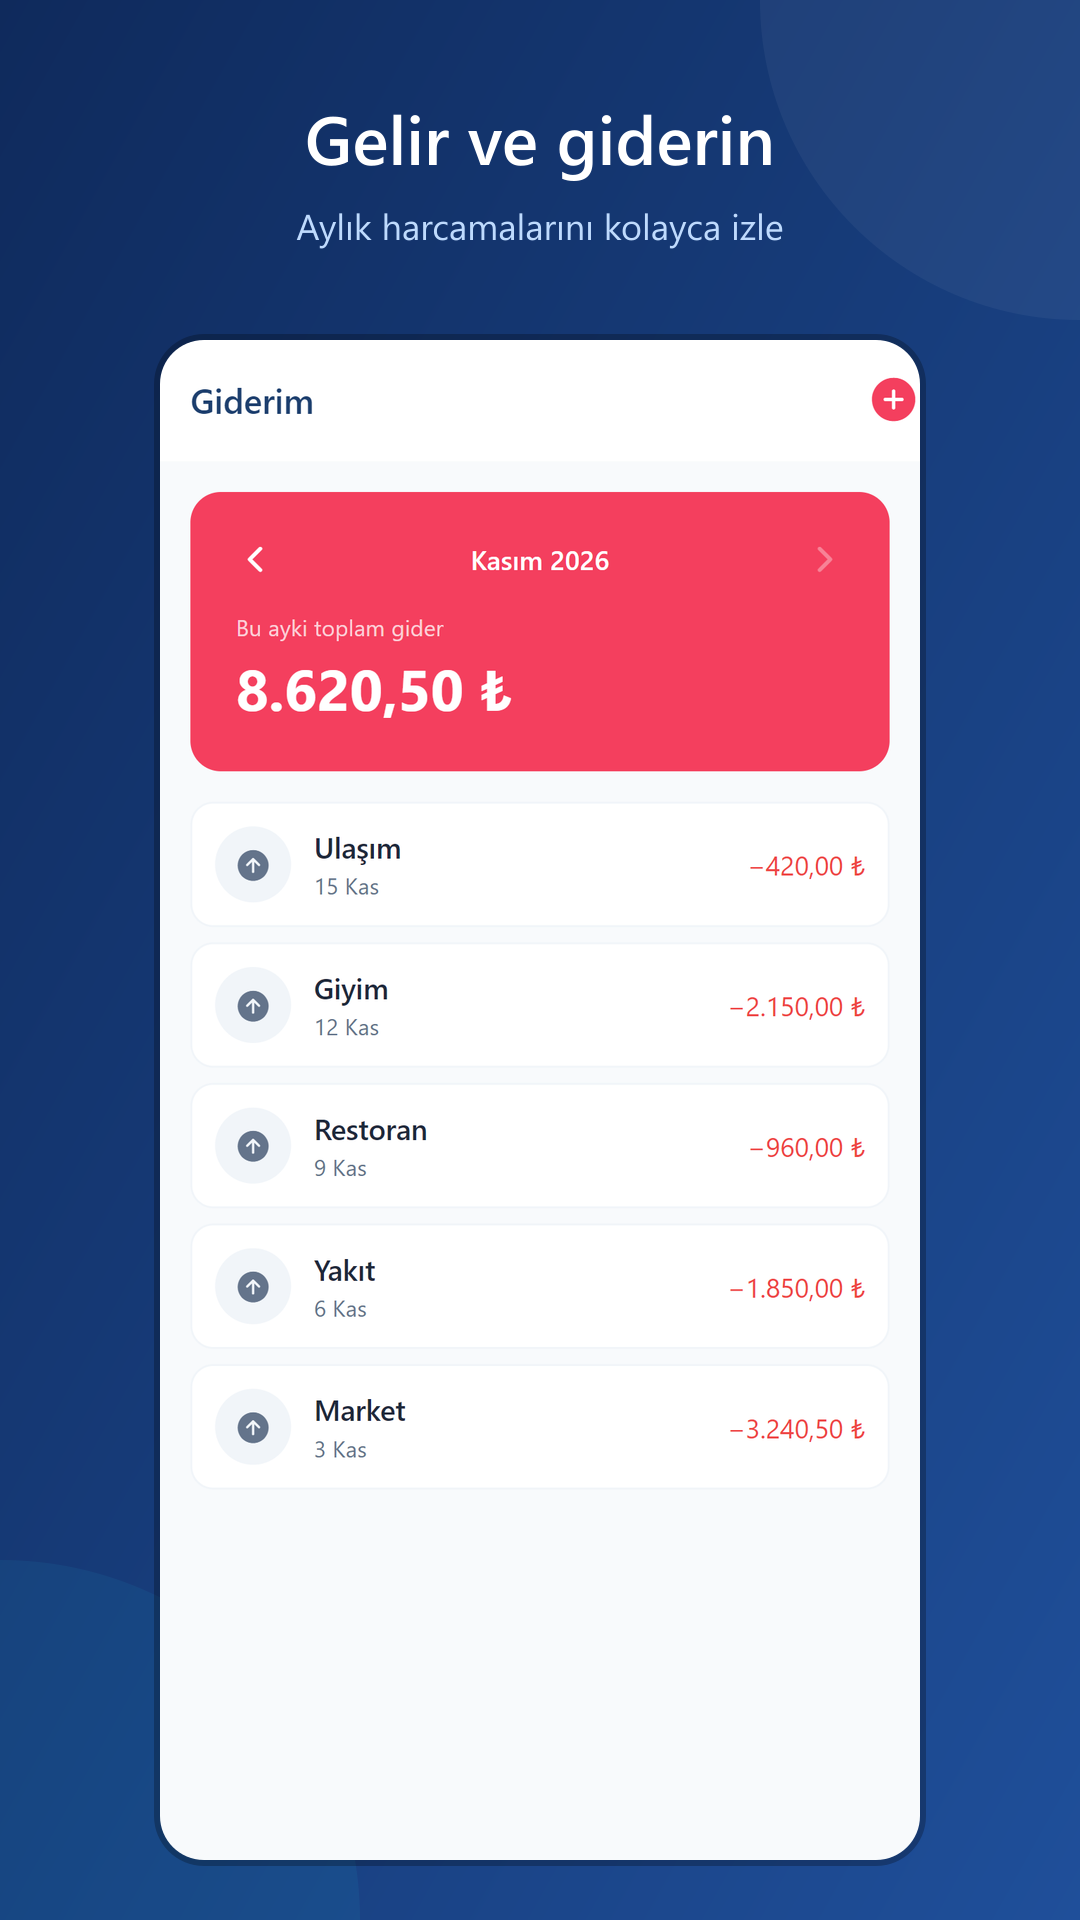 Gelir ve giderin
Aylık harcamalarını kolayca izle
Giderim
Kasım 2026
Bu ayki toplam gider
8.620,50 ₺
Ulaşım
15 Kas
−420,00 ₺
Giyim
12 Kas
−2.150,00 ₺
Restoran
9 Kas
−960,00 ₺
Yakıt
6 Kas
−1.850,00 ₺
Market
3 Kas
−3.240,50 ₺